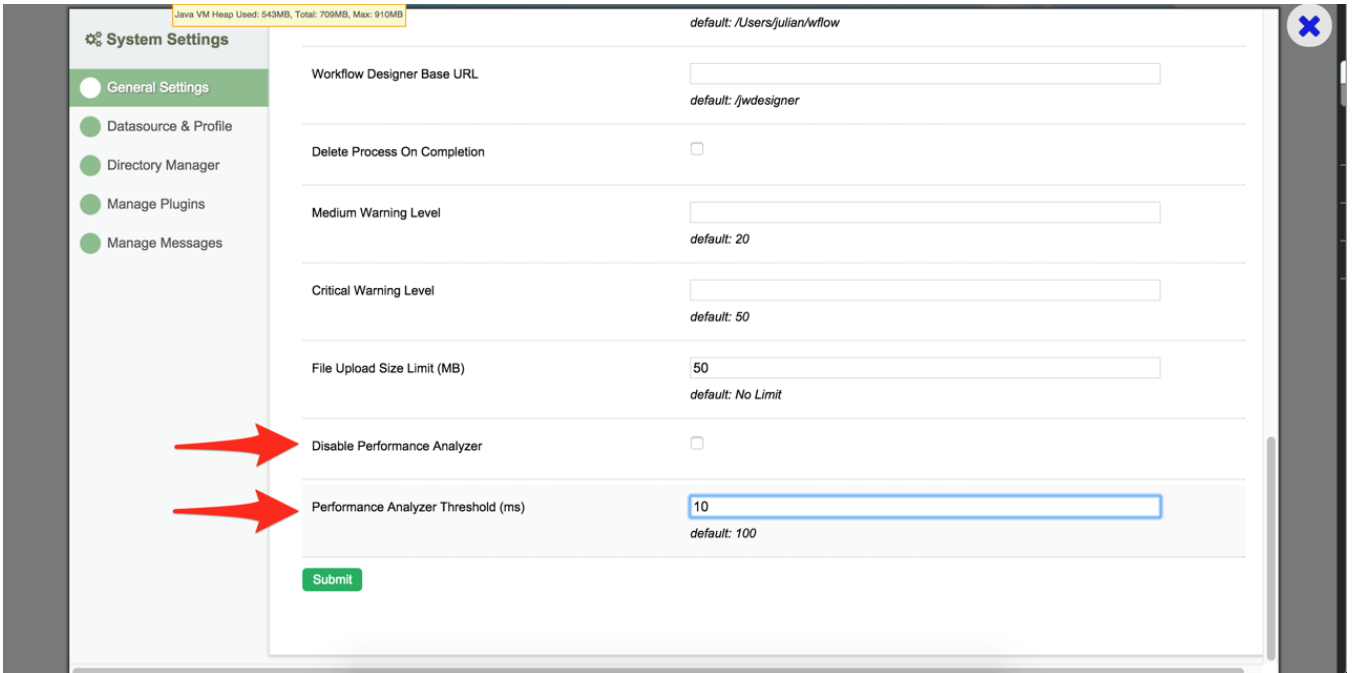 Java VM Heap Used: 543MB, Total: 709MB, Max: 910MB
System Settings
General Settings
Datasource & Profile
Directory Manager
Manage Plugins
Manage Messages
default: /Users/julian/wflow
Workflow Designer Base URL
default: /jwdesigner
Delete Process On Completion
Medium Warning Level
default: 20
Critical Warning Level
default: 50
File Upload Size Limit (MB)
50
default: No Limit
Disable Performance Analyzer
Performance Analyzer Threshold (ms)
10
default: 100
Submit